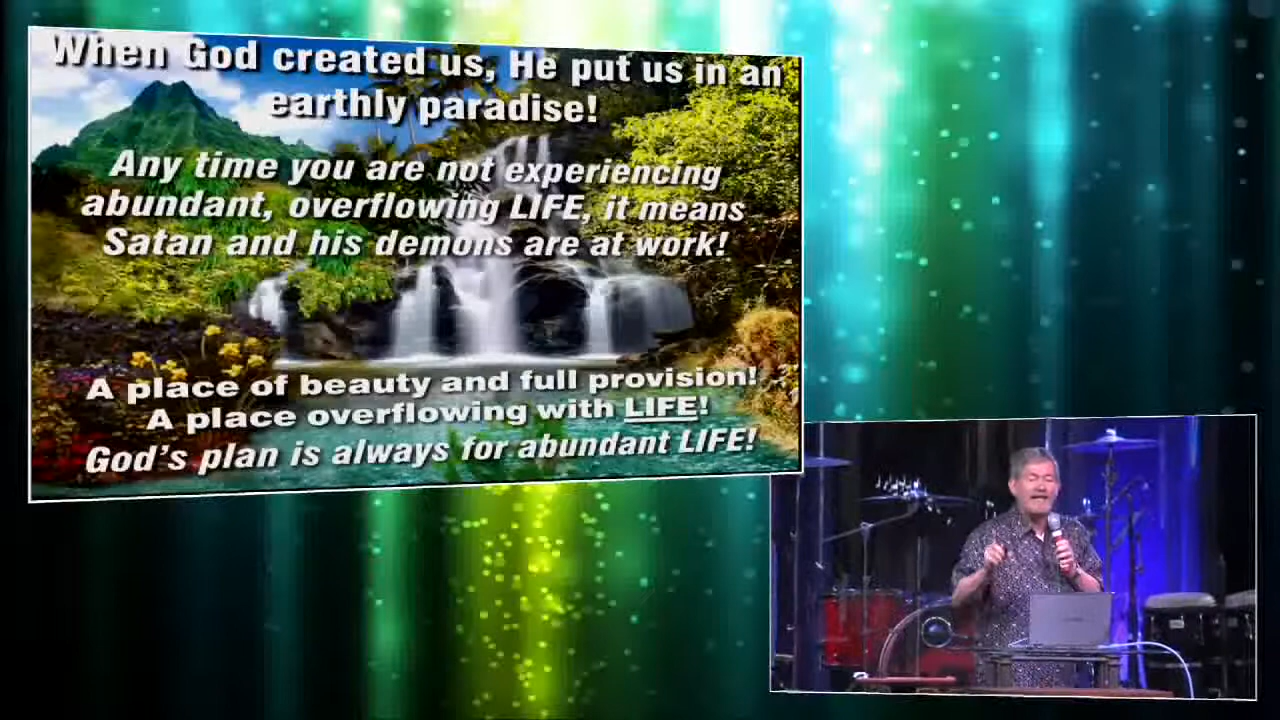 When God created us, He put us in an
earthly paradise!
Any time you are not experiencing
abundant, overflowing LIFE, it means
Satan and his demons are at work!
A place of beauty and full provision!
A place overflowing with LIFE!
God's plan is always for abundant LIFE!